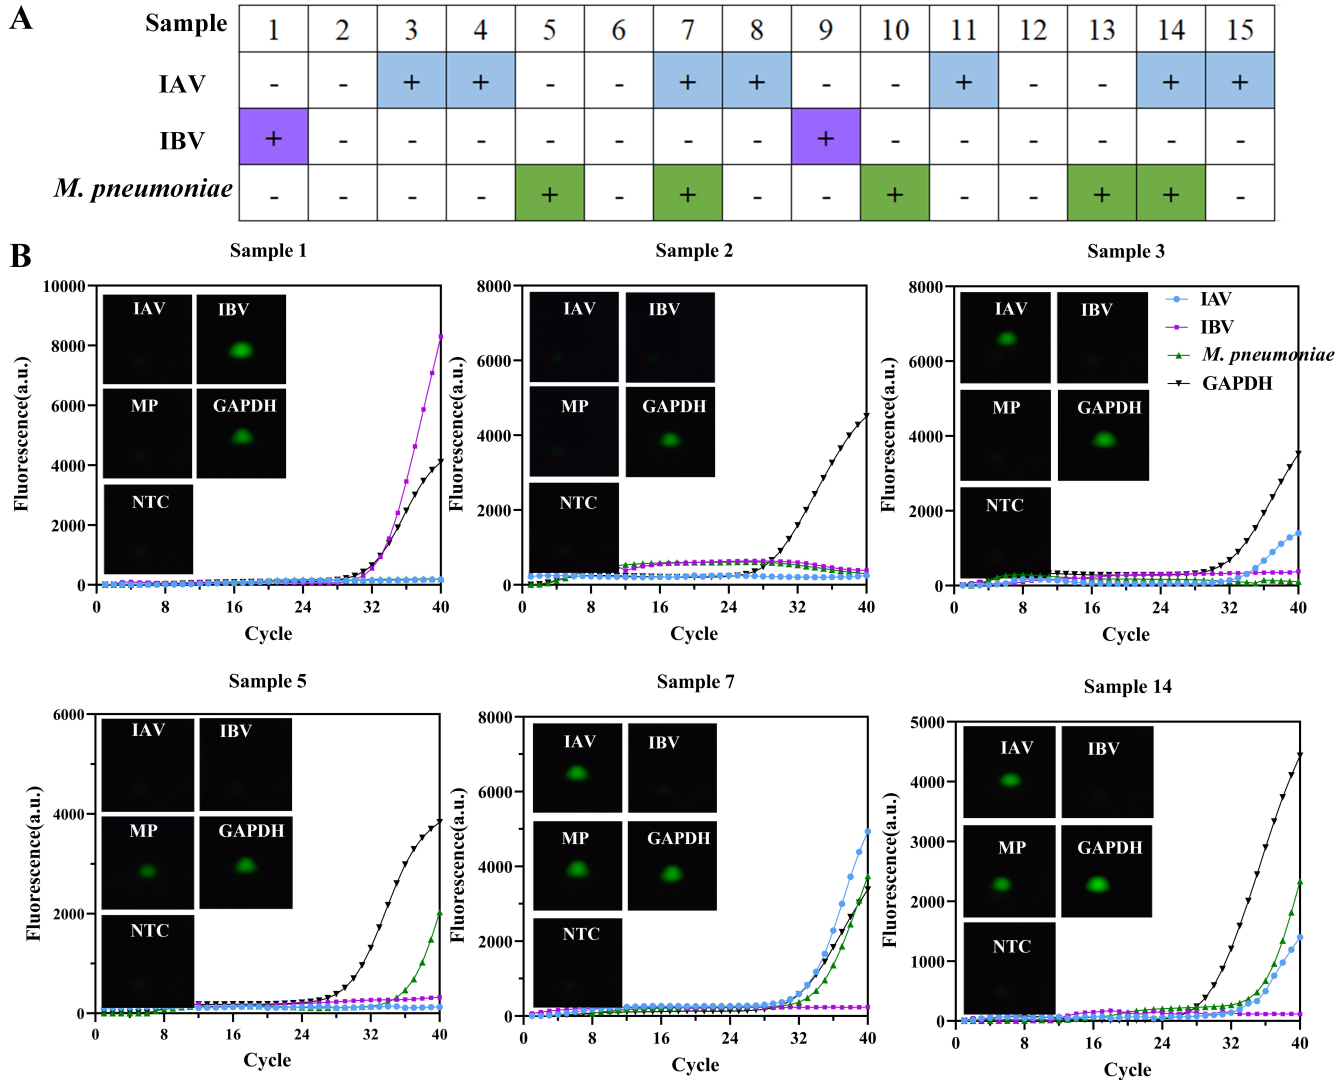 A
Sample 1 2 3 4 5 6 7 8 9 10 11 12 13 14 15
IAV - - + + - - + + - - + - - + +
IBV + - - - - - - - + - - - - - -
M. pneumoniae - - - - + - + - - + - - + + -
B
Sample 1
Fluorescence(a.u.)
10000
8000
6000
4000
2000
0
IAV IBV
MP GAPDH
NTC
0 8 16 24 32 40
Cycle
Sample 2
Fluorescence(a.u.)
8000
6000
4000
2000
0
IAV IBV
MP GAPDH
NTC
0 8 16 24 32 40
Cycle
Sample 3
Fluorescence(a.u.)
8000
6000
4000
2000
0
IAV IBV
MP GAPDH
NTC
0 8 16 24 32 40
Cycle
IAV
IBV
M. pneumoniae
GAPDH
Sample 5
Fluorescence(a.u.)
6000
4000
2000
0
IAV IBV
MP GAPDH
NTC
0 8 16 24 32 40
Cycle
Sample 7
Fluorescence(a.u.)
8000
6000
4000
2000
0
IAV IBV
MP GAPDH
NTC
0 8 16 24 32 40
Cycle
Sample 14
Fluorescence(a.u.)
5000
4000
3000
2000
1000
0
IAV IBV
MP GAPDH
NTC
0 8 16 24 32 40
Cycle